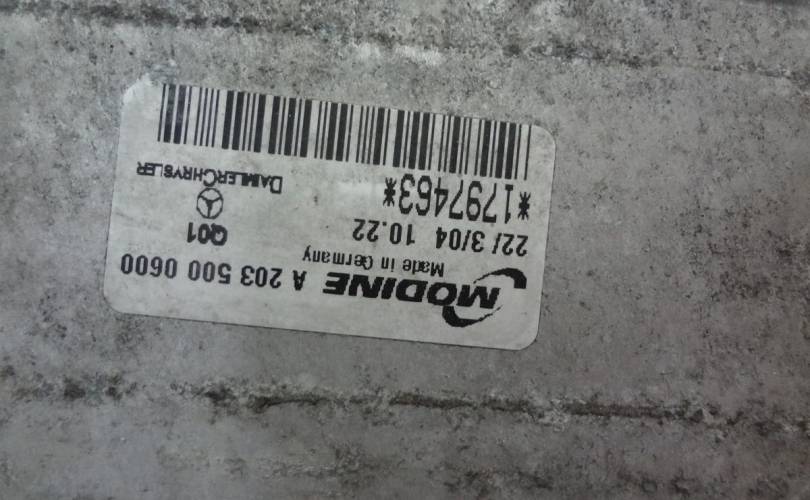 MODINE A 203 500 0600
Made in Germany
22/ 3/04 10.22 Q01
*1797463*
DAIMLERCHRYSLER